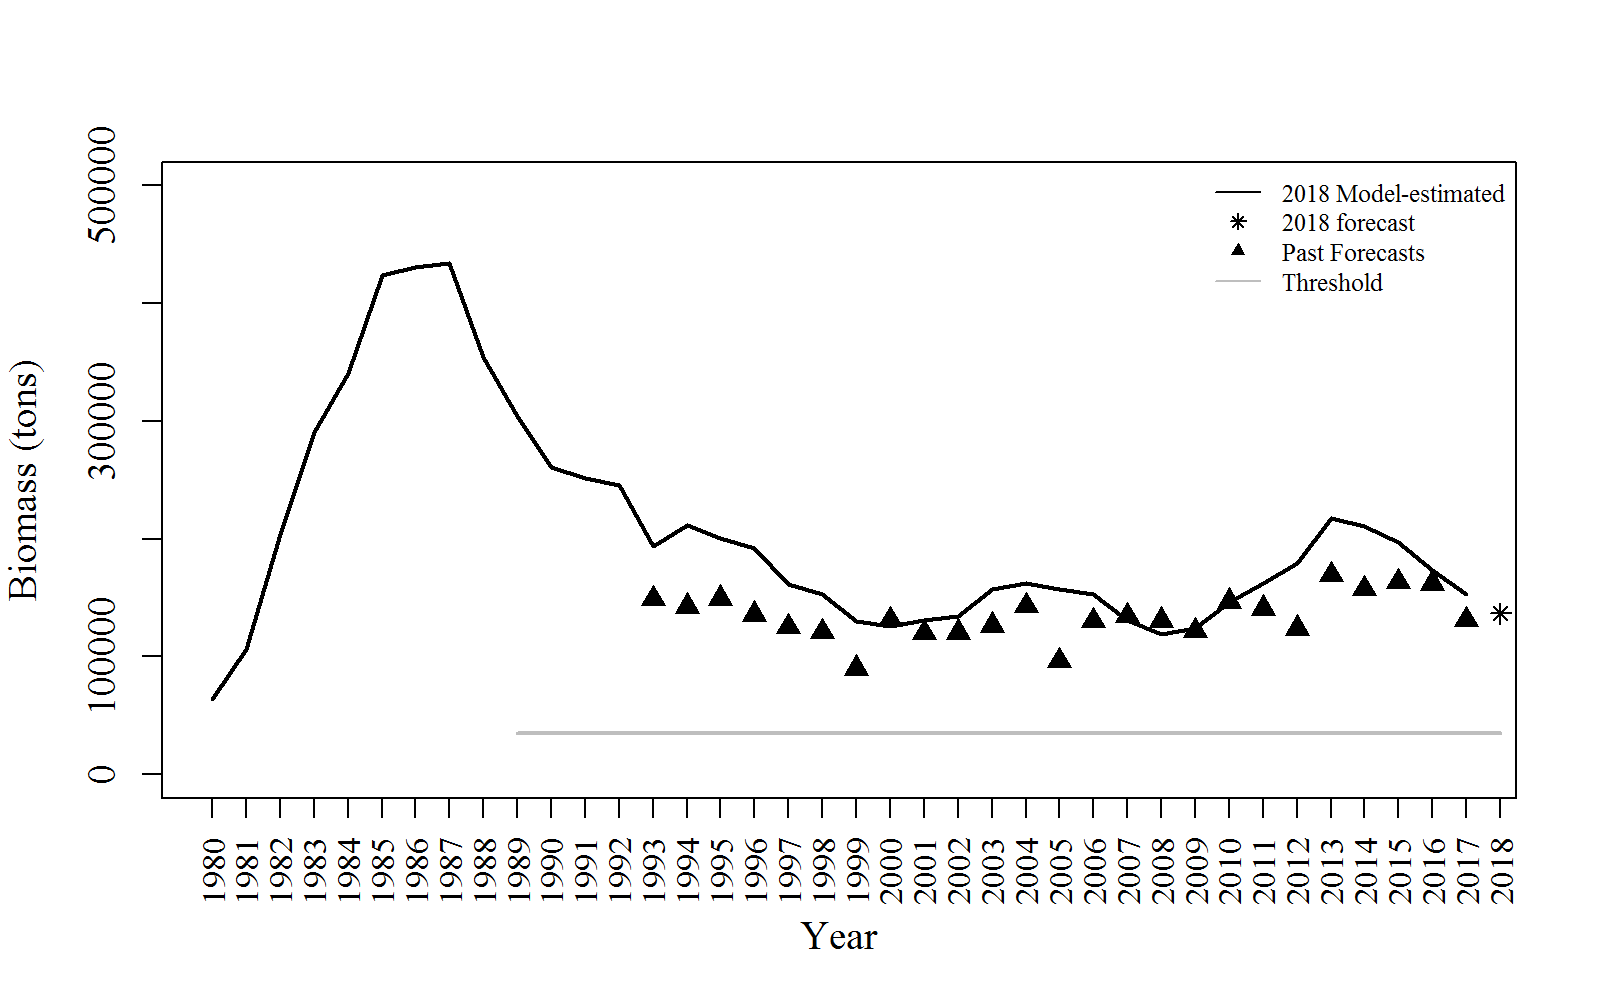 2018 Model-estimated
2018 forecast
Past Forecasts
Threshold
Biomass (tons)
500000
300000
100000
0
1980 1981 1982 1983 1984 1985 1986 1987 1988 1989 1990 1991 1992 1993 1994 1995 1996 1997 1998 1999 2000 2001 2002 2003 2004 2005 2006 2007 2008 2009 2010 2011 2012 2013 2014 2015 2016 2017 2018
Year